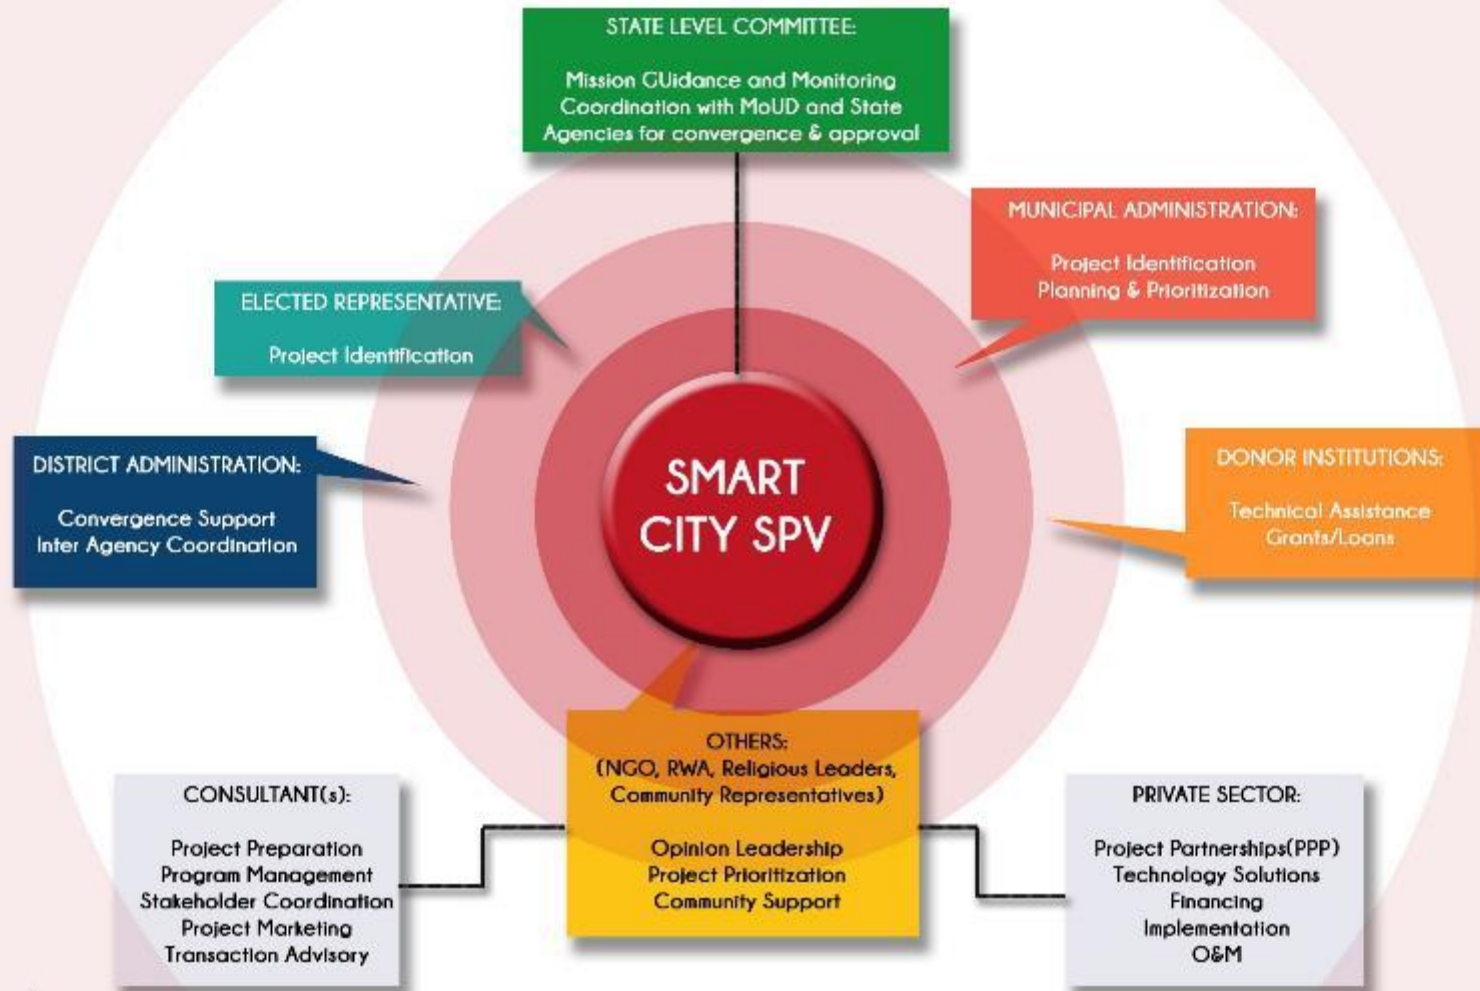 STATE LEVEL COMMITTEE:
Mission GUidance and Monitoring
Coordination with MoUD and State
Agencies for convergence & approval
MUNICIPAL ADMINISTRATION:
Project Identification
Planning & Prioritization
ELECTED REPRESENTATIVE:
Project Identification
DISTRICT ADMINISTRATION:
Convergence Support
Inter Agency Coordination
SMART
CITY SPV
DONOR INSTITUTIONS:
Technical Assistance
Grants/Loans
OTHERS:
(NGO, RWA, Religious Leaders,
Community Representatives)
Opinion Leadership
Project Prioritization
Community Support
CONSULTANT(s):
Project Preparation
Program Management
Stakeholder Coordination
Project Marketing
Transaction Advisory
PRIVATE SECTOR:
Project Partnerships(PPP)
Technology Solutions
Financing
Implementation
O&M